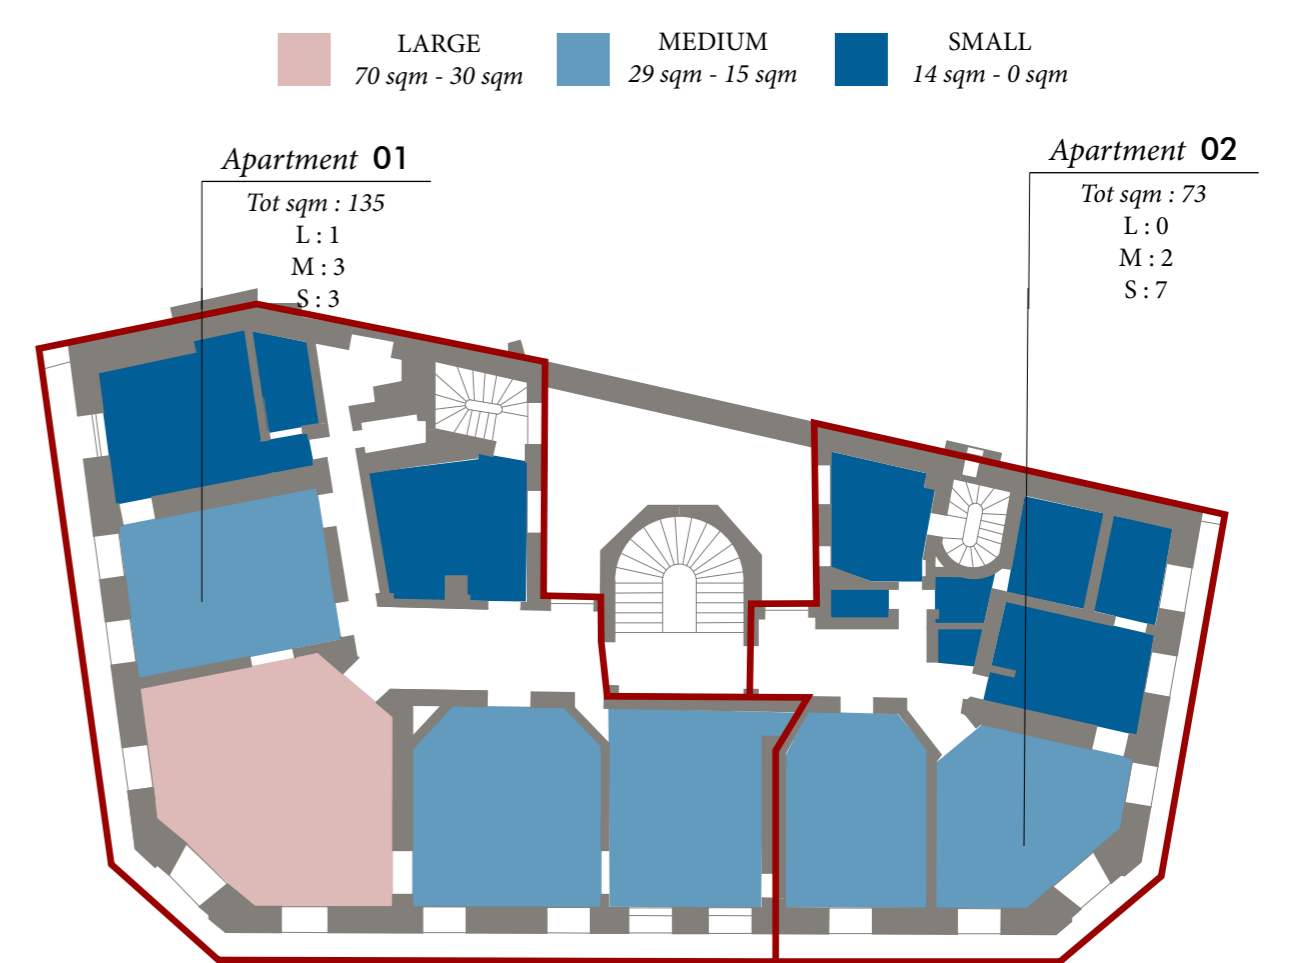 LARGE
70 sqm - 30 sqm
MEDIUM
29 sqm - 15 sqm
SMALL
14 sqm - 0 sqm
Apartment 01
Tot sqm : 135
L : 1
M : 3
S : 3
Apartment 02
Tot sqm : 73
L : 0
M : 2
S : 7